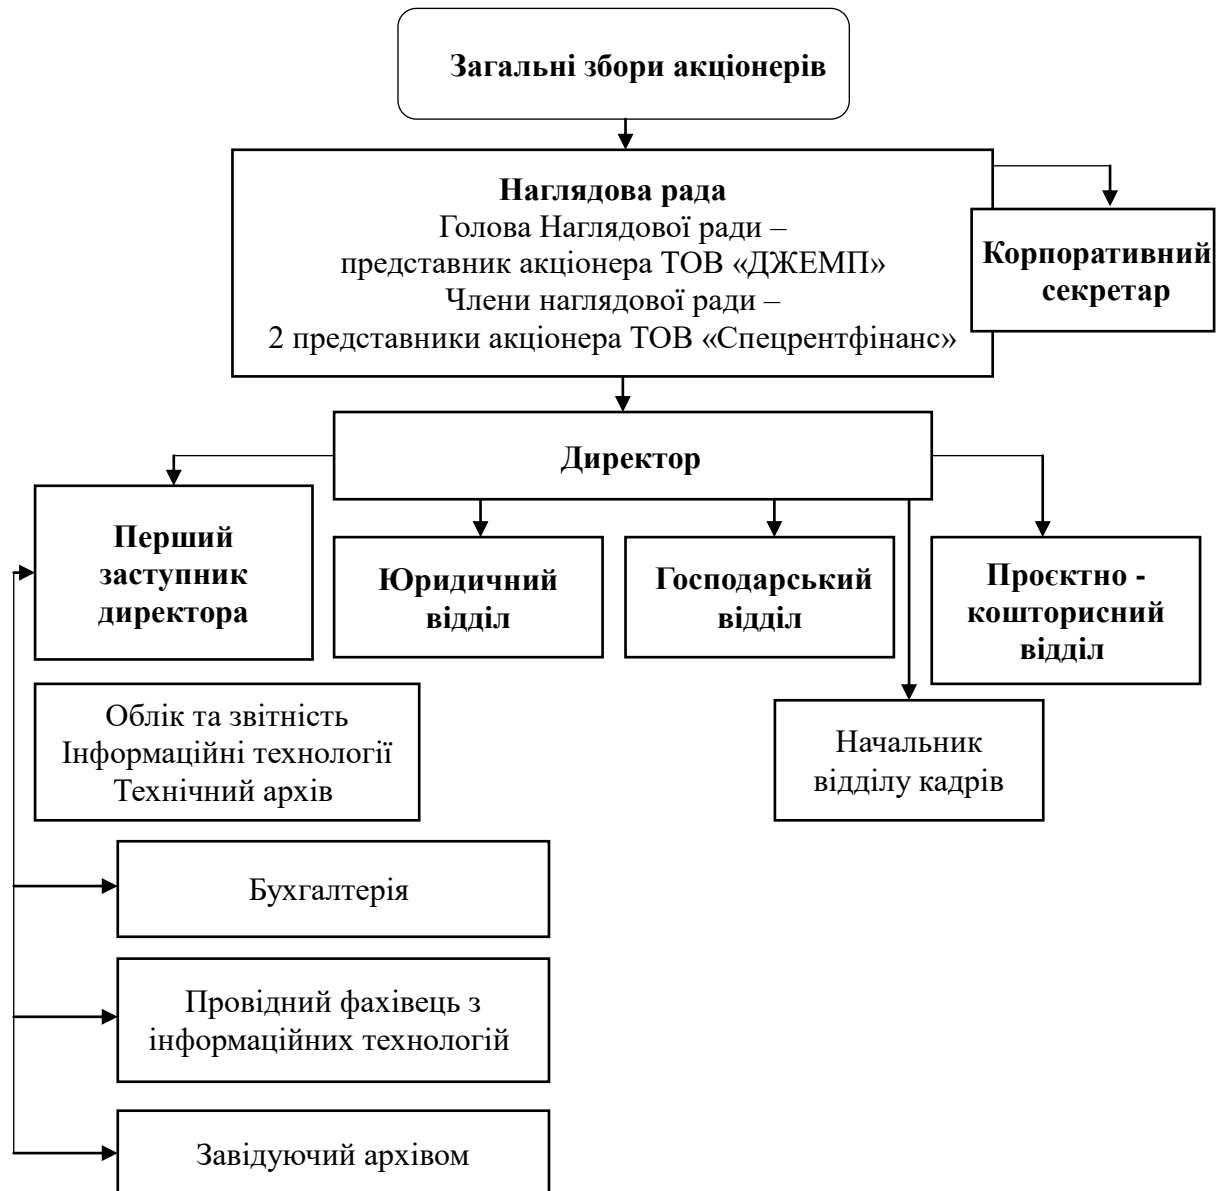 Загальні збори акціонерів
Наглядова рада
Голова Наглядової ради –
представник акціонера ТОВ «ДЖЕМП»
Члени наглядової ради –
2 представники акціонера ТОВ «Спецрентфінанс»
Корпоративний
секретар
Директор
Перший
заступник
директора
Юридичний
відділ
Господарський
відділ
Проєктно -
кошторисний
відділ
Облік та звітність
Інформаційні технології
Технічний архів
Начальник
відділу кадрів
Бухгалтерія
Провідний фахівець з
інформаційних технологій
Завідуючий архівом